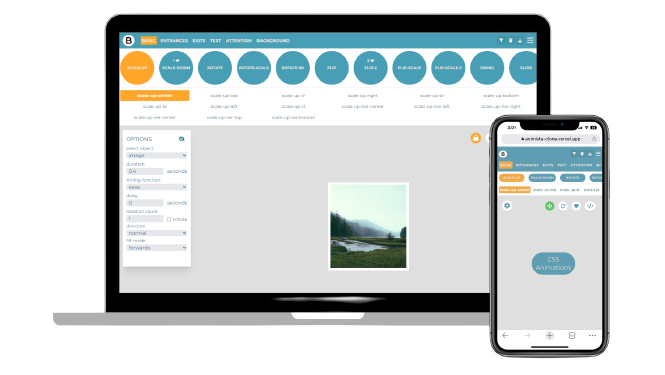 B BASIC ENTRANCES EXITS TEXT ATTENTION BACKGROUND
SCALE-UP SCALE-DOWN ROTATE ROTATE-SCALE ROTATE-90 FLIP FLIP-2 FLIP-SCALE FLIP-SCALE-2 SWING SLIDE
scale-up-center scale-up-top scale-up-tr scale-up-right scale-up-br scale-up-bottom
scale-up-bl scale-up-left scale-up-tl scale-up-hor-center scale-up-hor-left scale-up-hor-right
scale-up-ver-center scale-up-ver-top scale-up-ver-bottom
OPTIONS
select object
image
duration
0.4 seconds
timing function
ease
delay
0 seconds
iteration count
1 infinite
direction
normal
fill-mode
forwards
3:01
animista-clone.vercel.app
B
BASIC ENTRANCES EXITS TEXT ATTENTION
SCALE-UP SCALE-DOWN ROTATE
scale-up-center scale-up-top scale-up-tr
CSS
Animations